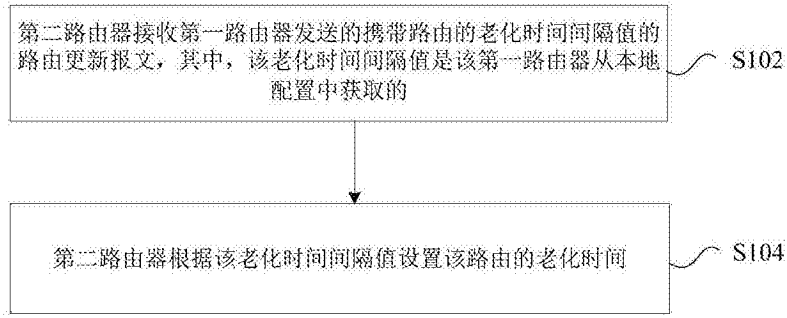 第二路由器接收第一路由器发送的携带路由的老化时间间隔值的
路由更新报文，其中，该老化时间间隔值是该第一路由器从本地
配置中获取的
S102
第二路由器根据该老化时间间隔值设置该路由的老化时间
S104